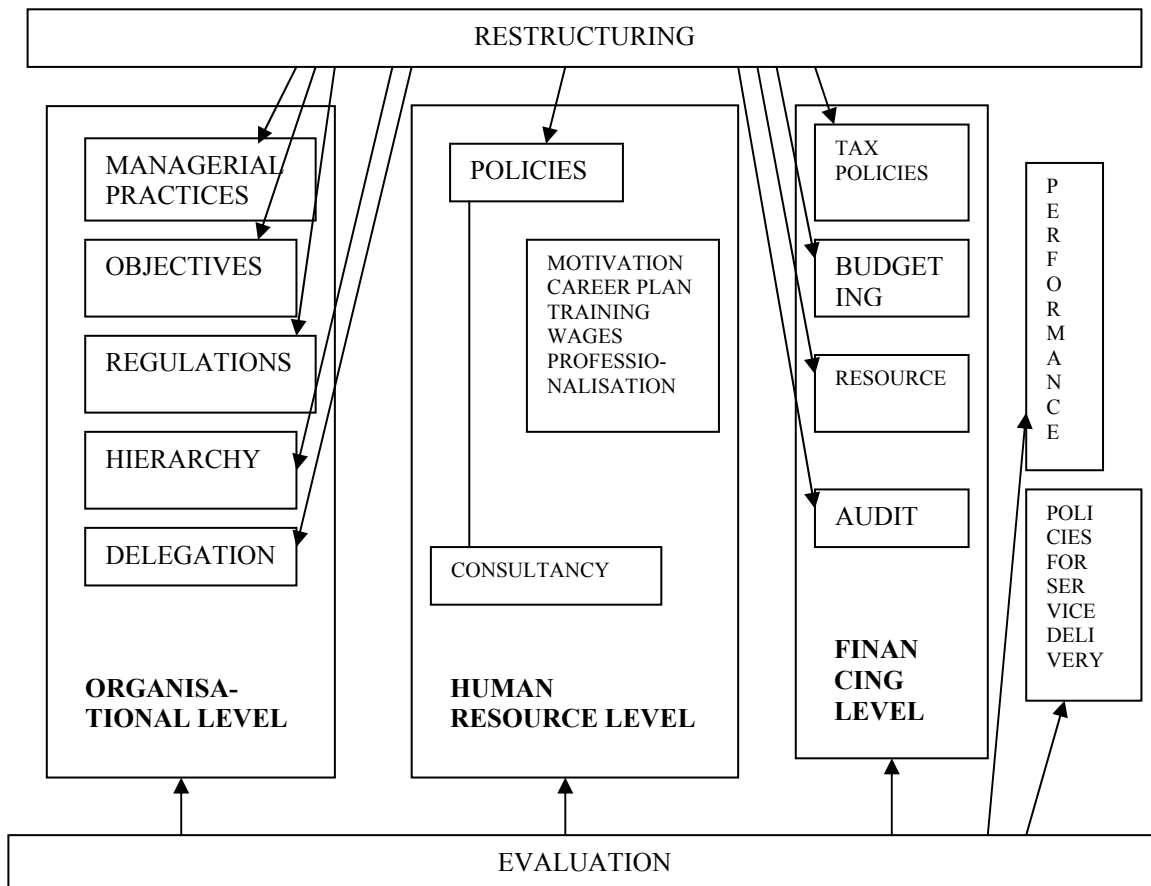 RESTRUCTURING
MANAGERIAL
PRACTICES
OBJECTIVES
REGULATIONS
HIERARCHY
DELEGATION
ORGANISA-
TIONAL LEVEL
POLICIES
MOTIVATION
CAREER PLAN
TRAINING
WAGES
PROFESSIO-
NALISATION
CONSULTANCY
HUMAN
RESOURCE LEVEL
TAX
POLICIES
BUDGET
ING
RESOURCE
AUDIT
FINAN
CING
LEVEL
P
E
R
F
O
R
M
A
N
C
E
POLI
CIES
FOR
SER
VICE
DELI
VERY
EVALUATION